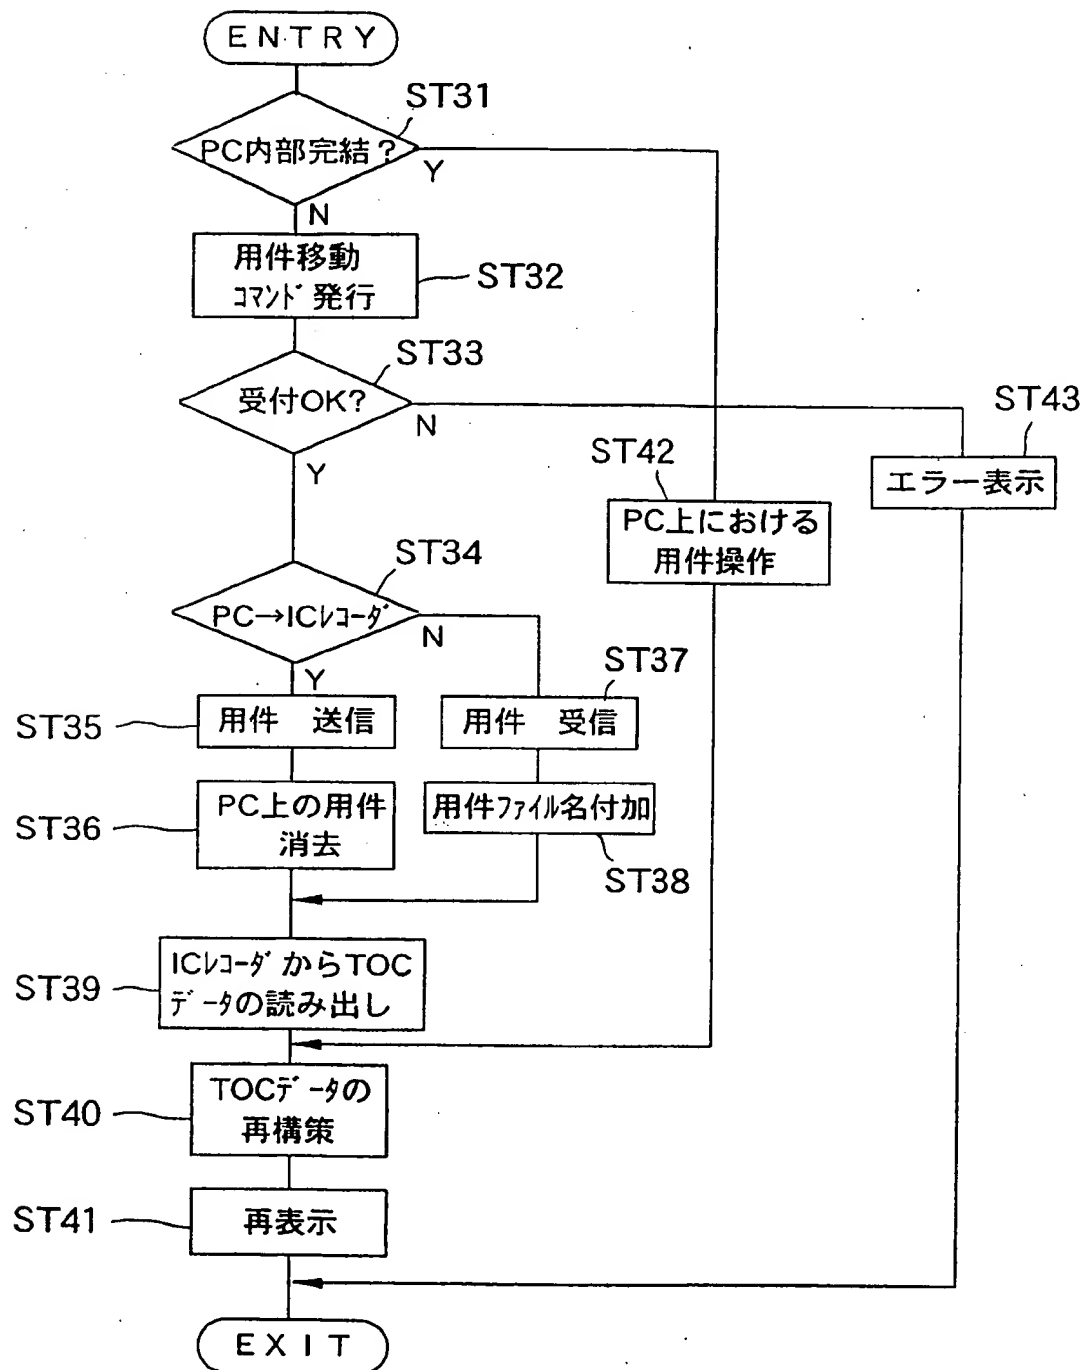 ENTRY
ST31
PC内部完結？
Y
N
用件移動
コマンド発行
ST32
ST33
受付OK?
N
Y
ST43
エラー表示
ST42
PC上における
用件操作
ST34
PC→ICレコーダ
N
Y
ST37
ST35
用件 送信
用件 受信
ST36
PC上の用件
消去
用件ファイル名付加
ST38
ST39
ICレコーダからTOC
データの読み出し
ST40
TOCデータの
再構策
ST41
再表示
EXIT